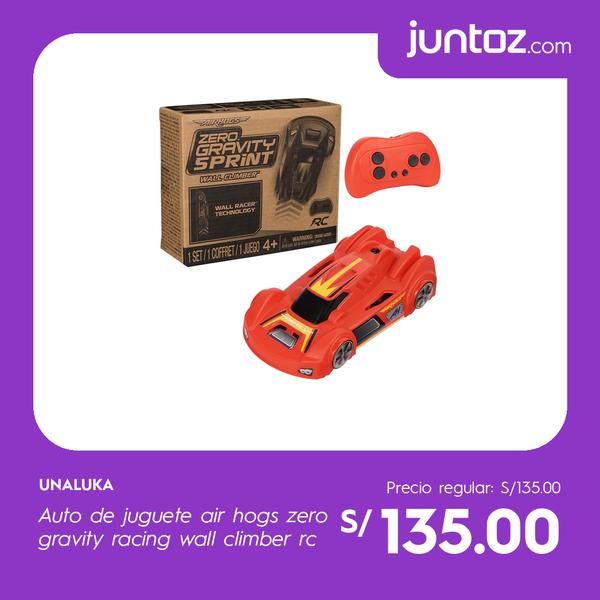 juntoz.com
AIR HOGS
ZERO
GRAVITY
SPRINT
WALL CLIMBER
WALL RACER
TECHNOLOGY
RC
1 SET / 1 COFFRET / 1 JUEGO 4+
WARNING:
UNALUKA
Precio regular: S/135.00
Auto de juguete air hogs zero
gravity racing wall climber rc
S/ 135.00